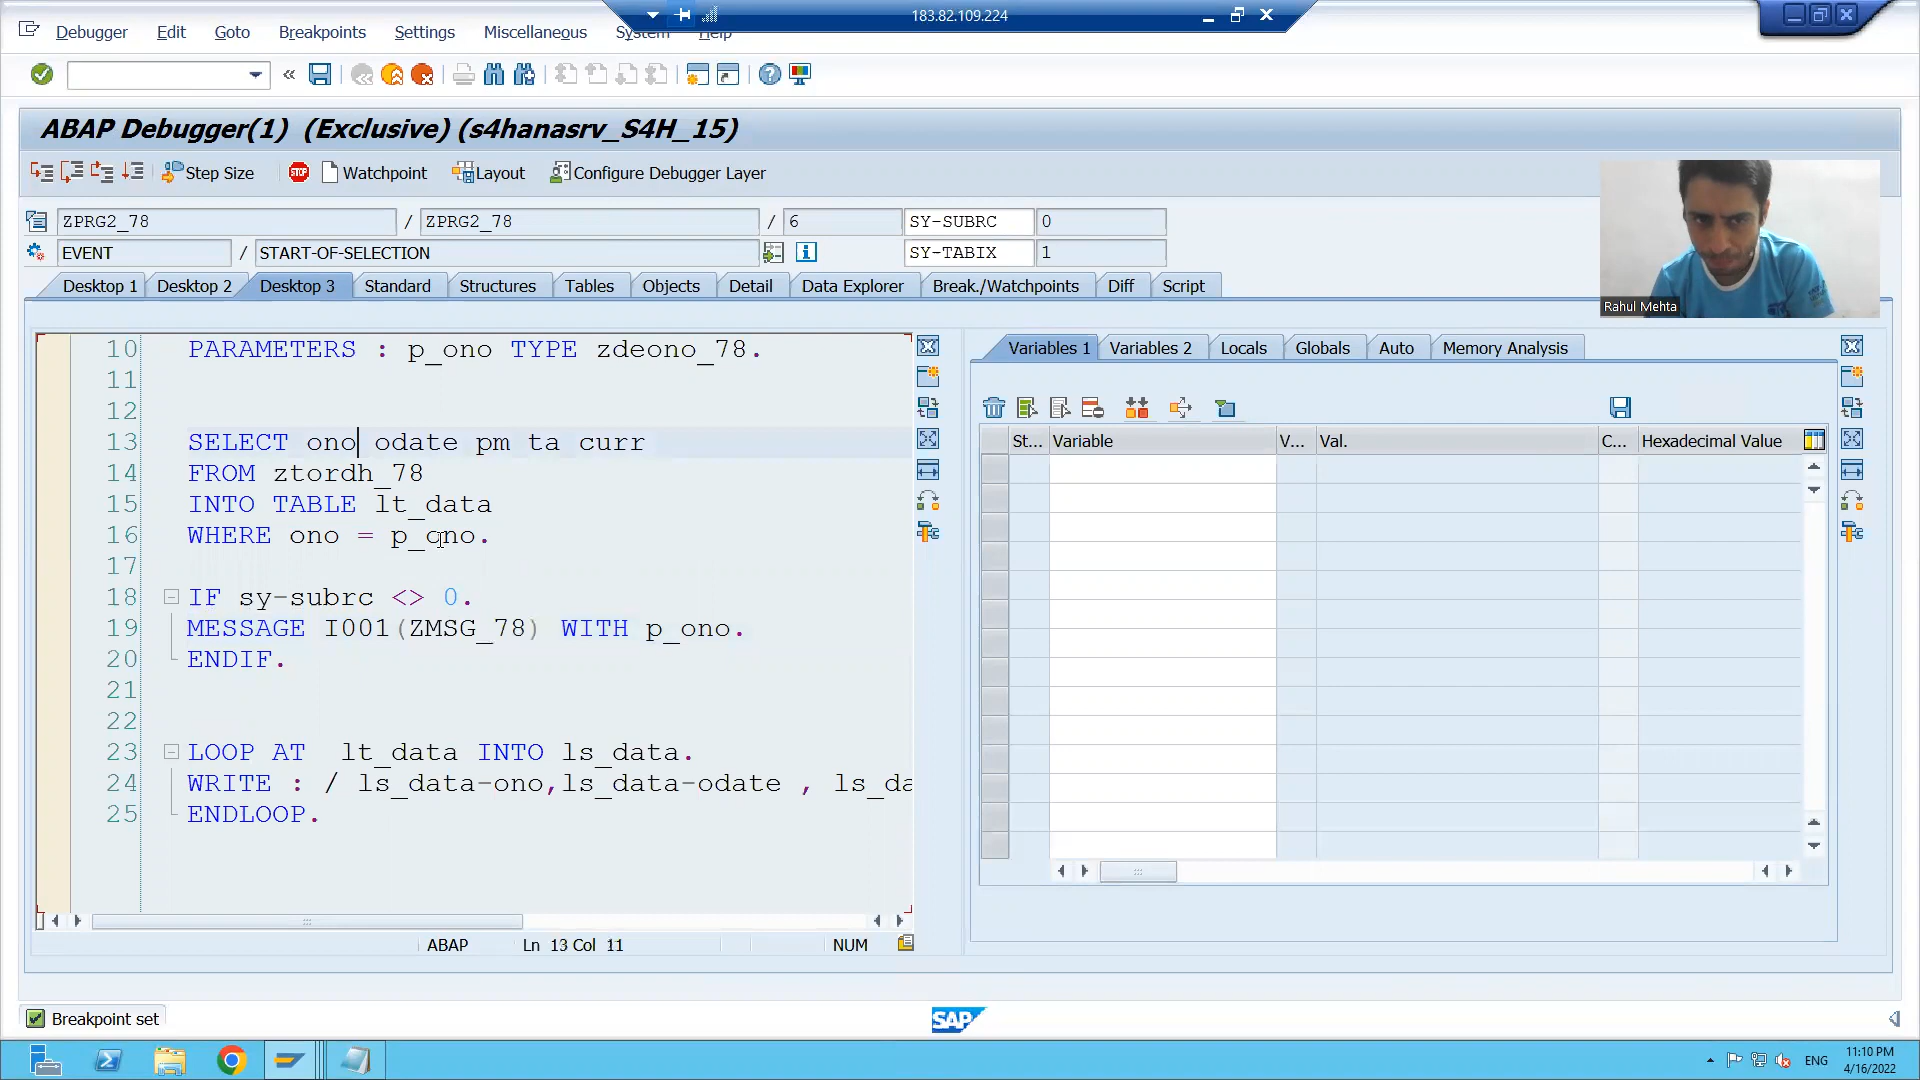 183.82.109.224
Debugger Edit Goto Breakpoints Settings Miscellaneous System Help
ABAP Debugger(1) (Exclusive) (s4hanasrv_S4H_15)
Step Size STOP Watchpoint Layout Configure Debugger Layer
ZPRG2_78 / ZPRG2_78 / 6 SY-SUBRC 0
EVENT / START-OF-SELECTION SY-TABIX 1
Rahul Mehta
Desktop 1 Desktop 2 Desktop 3 Standard Structures Tables Objects Detail Data Explorer Break./Watchpoints Diff Script
Variables 1 Variables 2 Locals Globals Auto Memory Analysis
St... Variable V... Val. C... Hexadecimal Value
10 PARAMETERS : p_ono TYPE zdeono_78.
11
12
13 SELECT ono odate pm ta curr
14 FROM ztordh_78
15 INTO TABLE lt_data
16 WHERE ono = p_ono.
17
18 IF sy-subrc <> 0.
19 MESSAGE I001(ZMSG_78) WITH p_ono.
20 ENDIF.
21
22
23 LOOP AT lt_data INTO ls_data.
24 WRITE : / ls_data-ono,ls_data-odate , ls_da
25 ENDLOOP.
ABAP Ln 13 Col 11 NUM
Breakpoint set
SAP
ENG
11:10 PM
4/16/2022